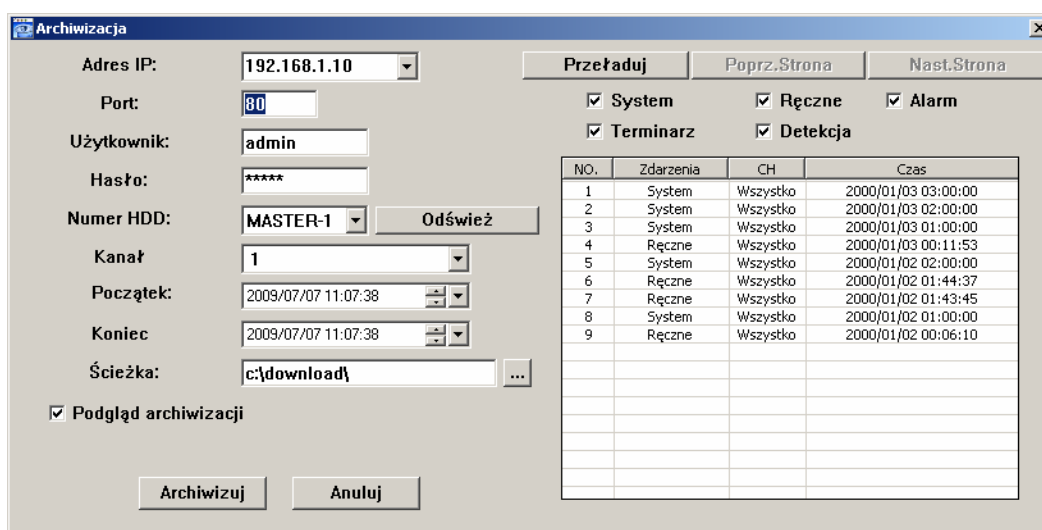 Archiwizacja
Adres IP: 192.168.1.10
Port: 80
Użytkownik: admin
Hasło: *****
Numer HDD: MASTER-1 Odśwież
Kanał 1
Początek: 2009/07/07 11:07:38
Koniec 2009/07/07 11:07:38
Ścieżka: c:\download\ ...
Podgląd archiwizacji
Archiwizuj Anuluj
Przeładuj Poprz.Strona Nast.Strona
System Ręczne Alarm
Terminarz Detekcja
NO. Zdarzenia CH Czas
1 System Wszystko 2000/01/03 03:00:00
2 System Wszystko 2000/01/03 02:00:00
3 System Wszystko 2000/01/03 01:00:00
4 Ręczne Wszystko 2000/01/03 00:11:53
5 System Wszystko 2000/01/02 02:00:00
6 Ręczne Wszystko 2000/01/02 01:44:37
7 Ręczne Wszystko 2000/01/02 01:43:45
8 System Wszystko 2000/01/02 01:00:00
9 Ręczne Wszystko 2000/01/02 00:06:10